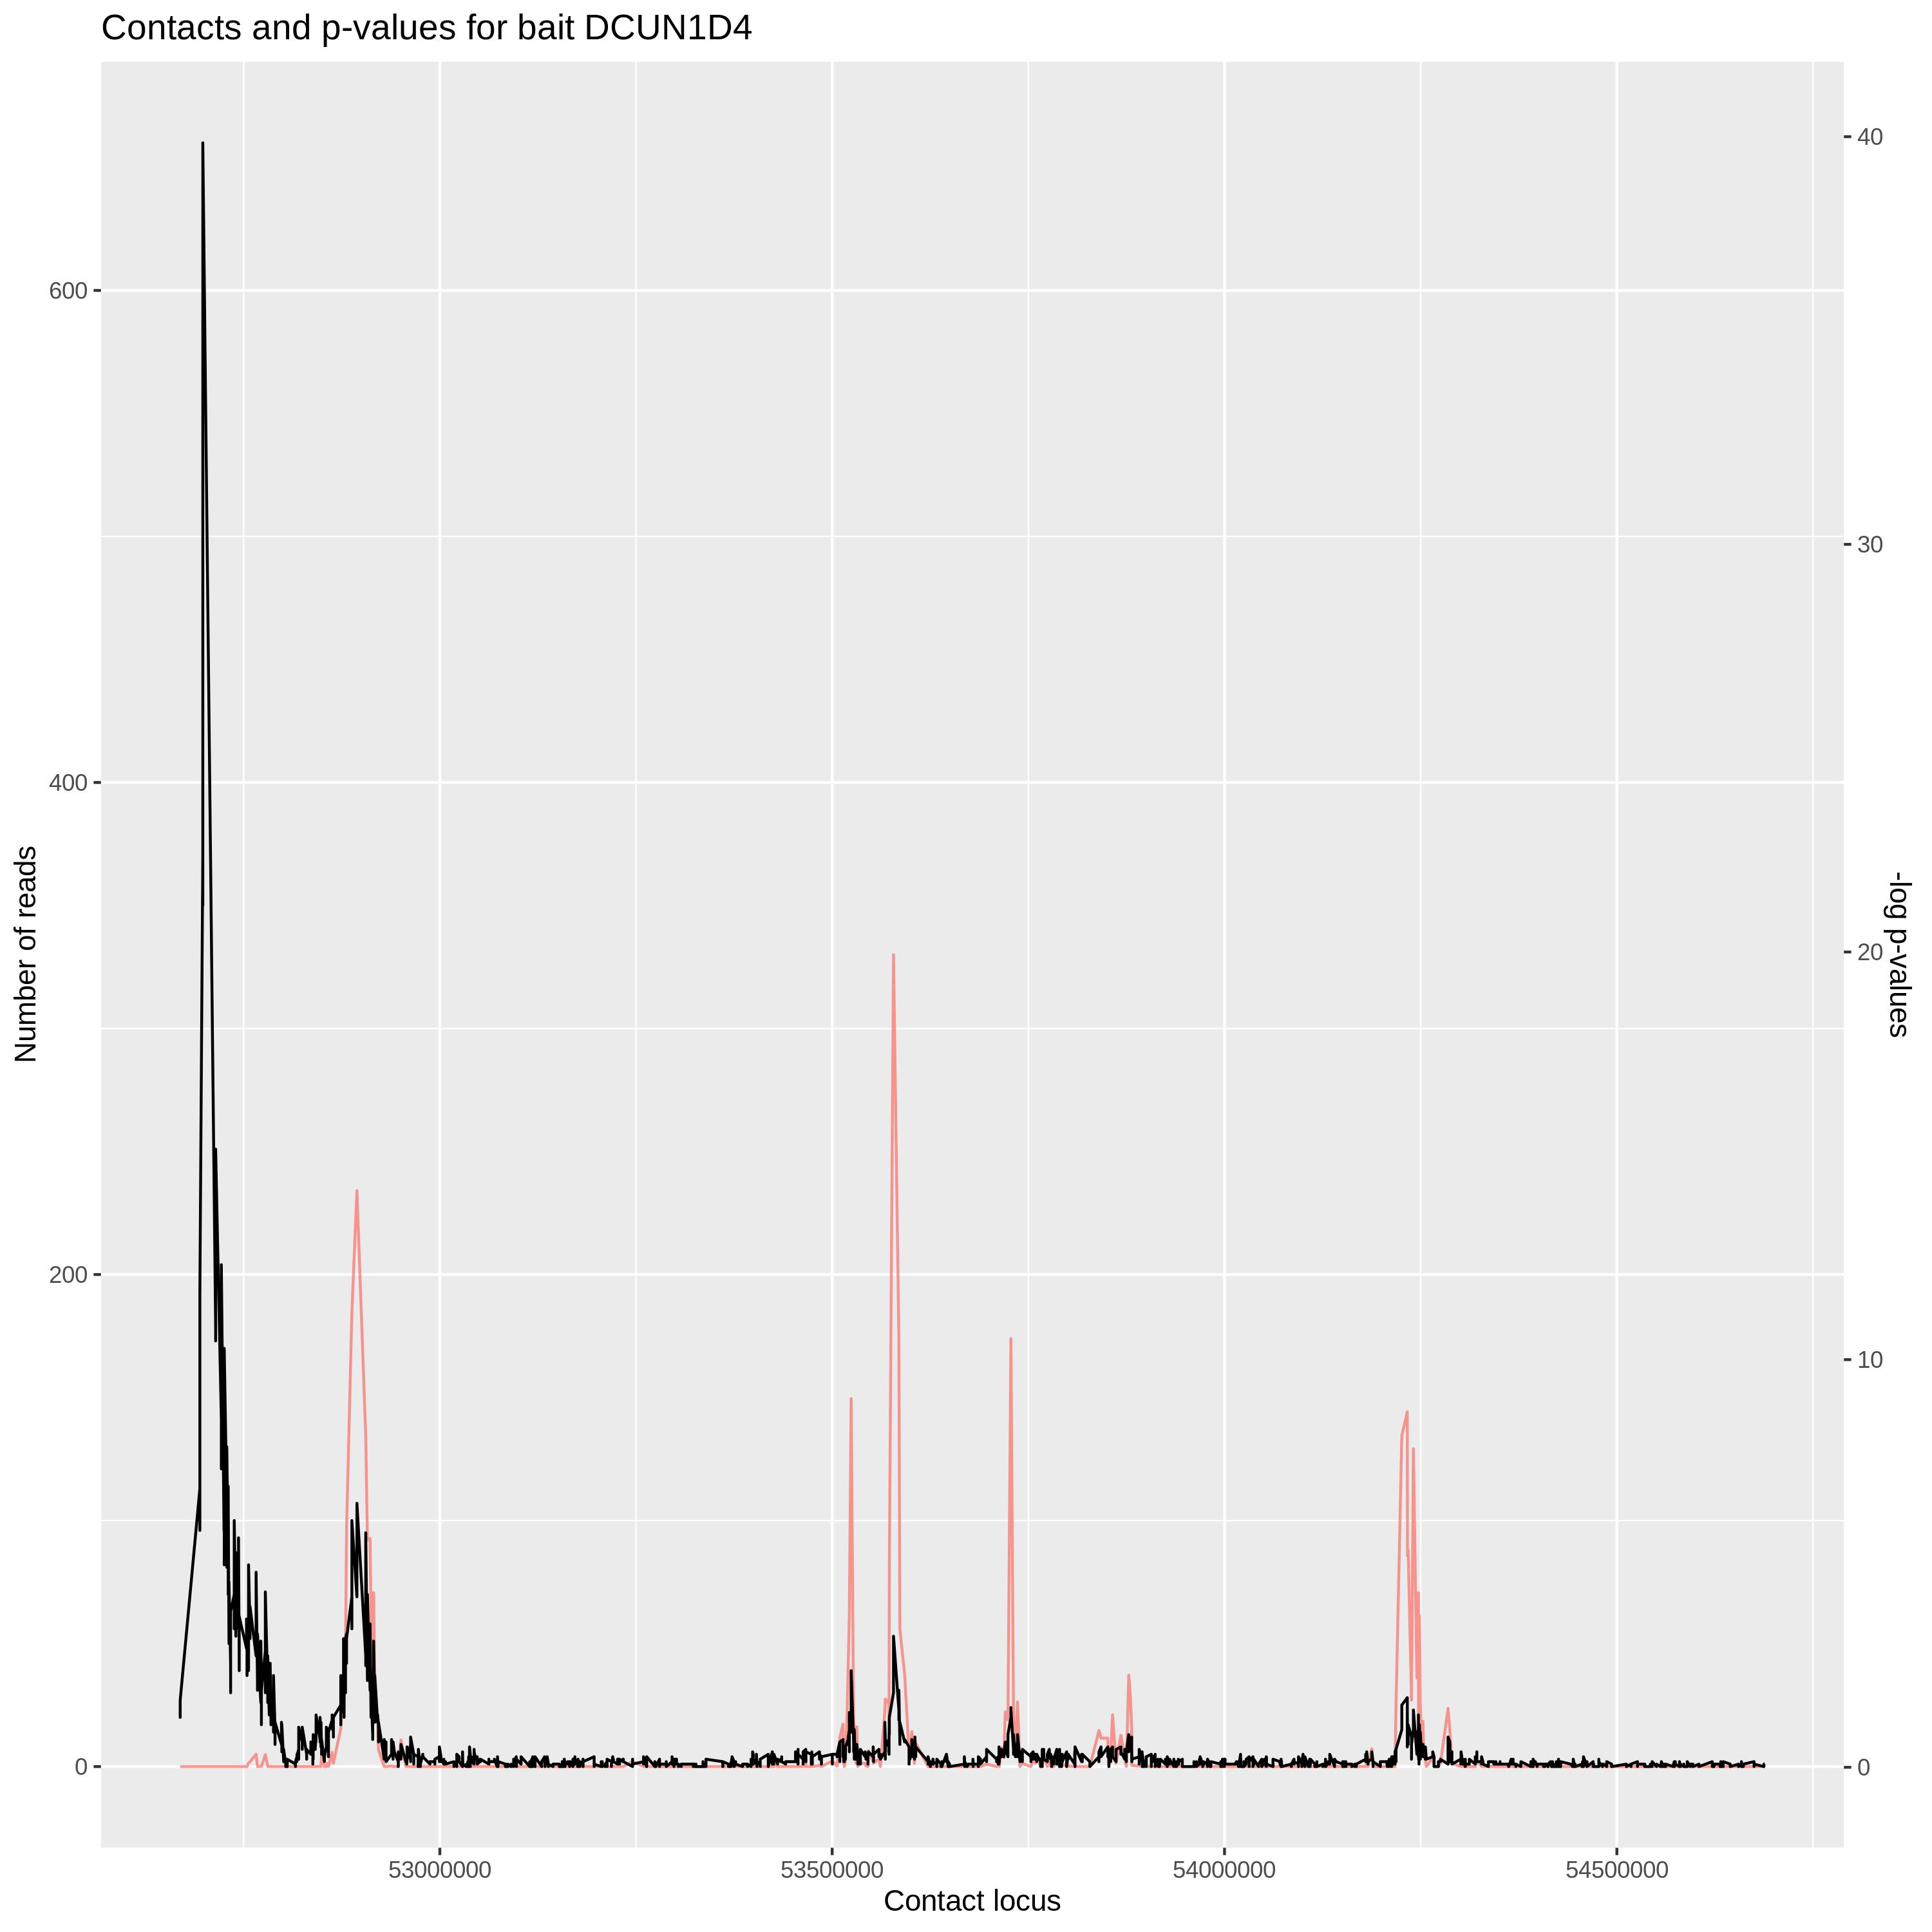 Contacts and p-values for bait DCUN1D4
600
400
200
0
Number of reads
40
30
20
10
0
-log p-values
53000000 53500000 54000000 54500000
Contact locus